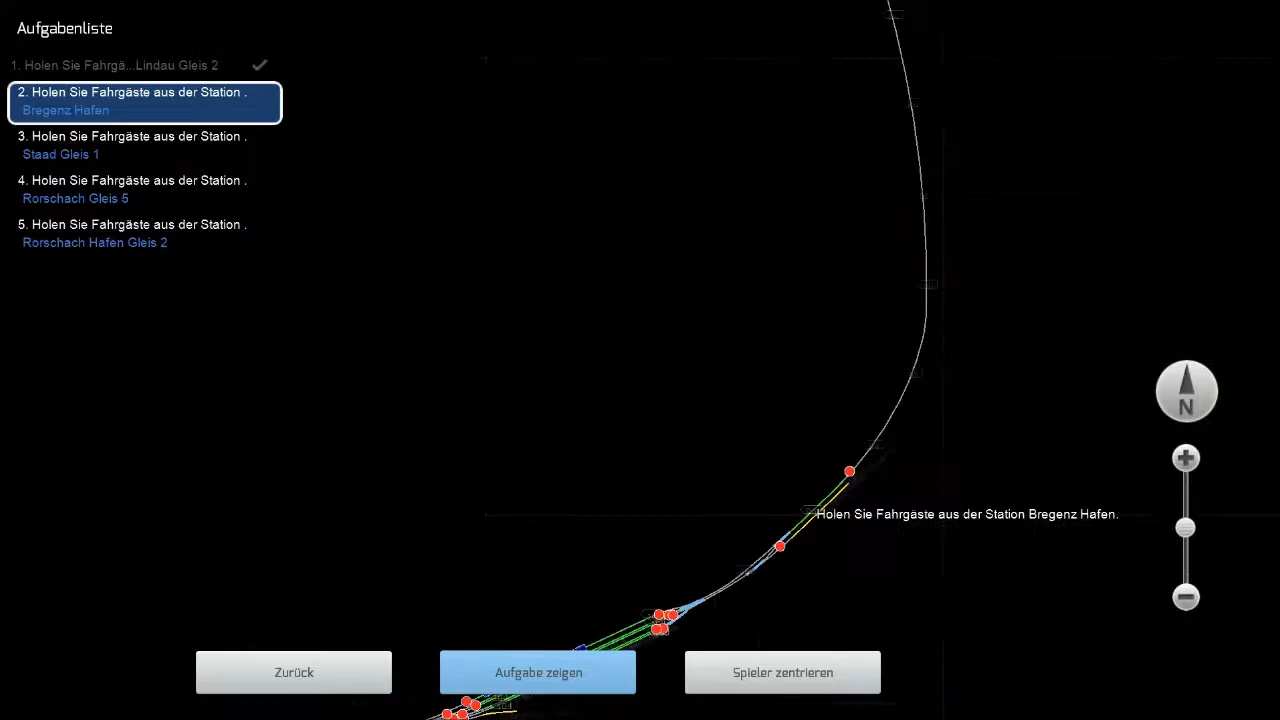 Aufgabenliste
1. Holen Sie Fahrgä...Lindau Gleis 2
2. Holen Sie Fahrgäste aus der Station .
Bregenz Hafen
3. Holen Sie Fahrgäste aus der Station .
Staad Gleis 1
4. Holen Sie Fahrgäste aus der Station .
Rorschach Gleis 5
5. Holen Sie Fahrgäste aus der Station .
Rorschach Hafen Gleis 2
N
Holen Sie Fahrgäste aus der Station Bregenz Hafen.
Zurück
Aufgabe zeigen
Spieler zentrieren